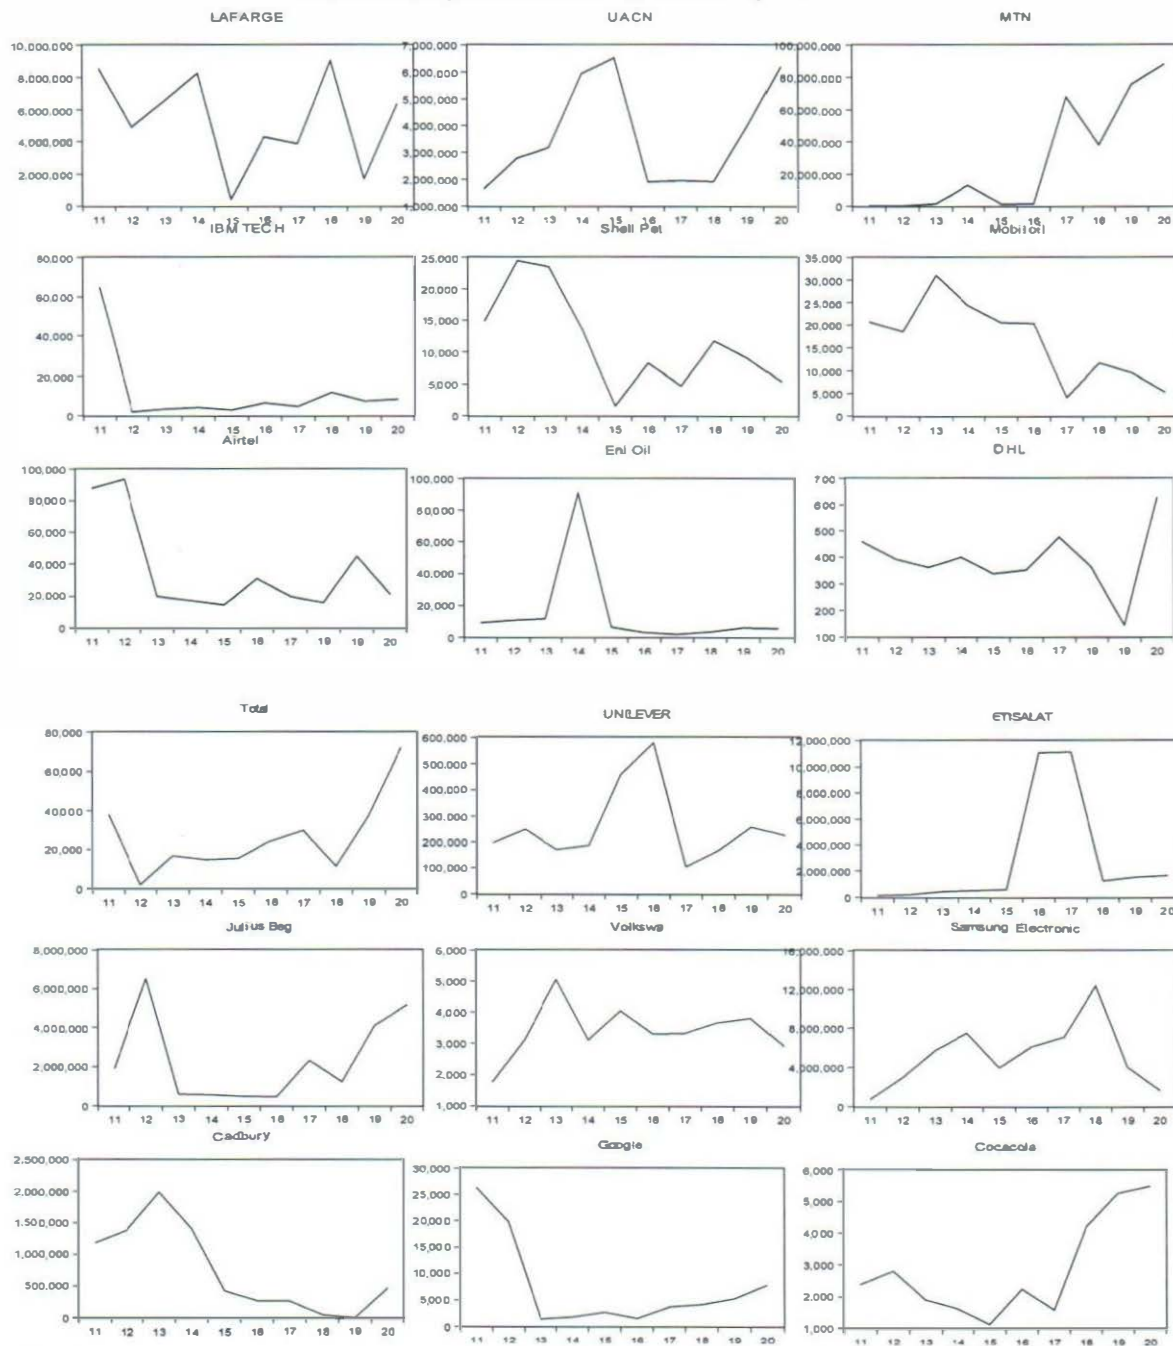 LAFARGE UACN MTN
10,000,000 7,000,000 100,000,000
8,000,000 6,000,000 80,000,000
6,000,000 5,000,000 60,000,000
4,000,000 4,000,000 40,000,000
2,000,000 3,000,000 20,000,000
0 2,000,000 0
1,000,000
11 12 13 14 15 16 17 18 19 20 11 12 13 14 15 16 17 18 19 20 11 12 13 14 15 16 17 18 19 20
IBM TECH Shell Pet Mobil oil
80,000 25,000 35,000
60,000 20,000 30,000
40,000 15,000 25,000
20,000 10,000 20,000
0 5,000 15,000
0 10,000
5,000
0
11 12 13 14 15 16 17 18 19 20 11 12 13 14 15 16 17 18 19 20 11 12 13 14 15 16 17 18 19 20
Airtel Eni Oil DHL
100,000 100,000 700
80,000 80,000 600
60,000 60,000 500
40,000 40,000 400
20,000 20,000 300
0 0 200
100
11 12 13 14 15 16 17 18 19 20 11 12 13 14 15 16 17 18 19 20 11 12 13 14 15 16 17 18 19 20
Total UNILEVER ETISALAT
80,000 600,000 12,000,000
60,000 500,000 10,000,000
40,000 400,000 8,000,000
20,000 300,000 6,000,000
0 200,000 4,000,000
100,000 2,000,000
0 0
11 12 13 14 15 16 17 18 19 20 11 12 13 14 15 16 17 18 19 20 11 12 13 14 15 16 17 18 19 20
Julius Beg Volkswa Samsung Electronic
8,000,000 6,000 16,000,000
6,000,000 5,000 12,000,000
4,000,000 4,000 8,000,000
2,000,000 3,000 4,000,000
0 2,000 0
1,000
11 12 13 14 15 16 17 18 19 20 11 12 13 14 15 16 17 18 19 20 11 12 13 14 15 16 17 18 19 20
Cadbury Google Cocacola
2,500,000 30,000 6,000
2,000,000 25,000 5,000
1,500,000 20,000 4,000
1,000,000 15,000 3,000
500,000 10,000 2,000
0 5,000 1,000
0
11 12 13 14 15 16 17 18 19 20 11 12 13 14 15 16 17 18 19 20 11 12 13 14 15 16 17 18 19 20